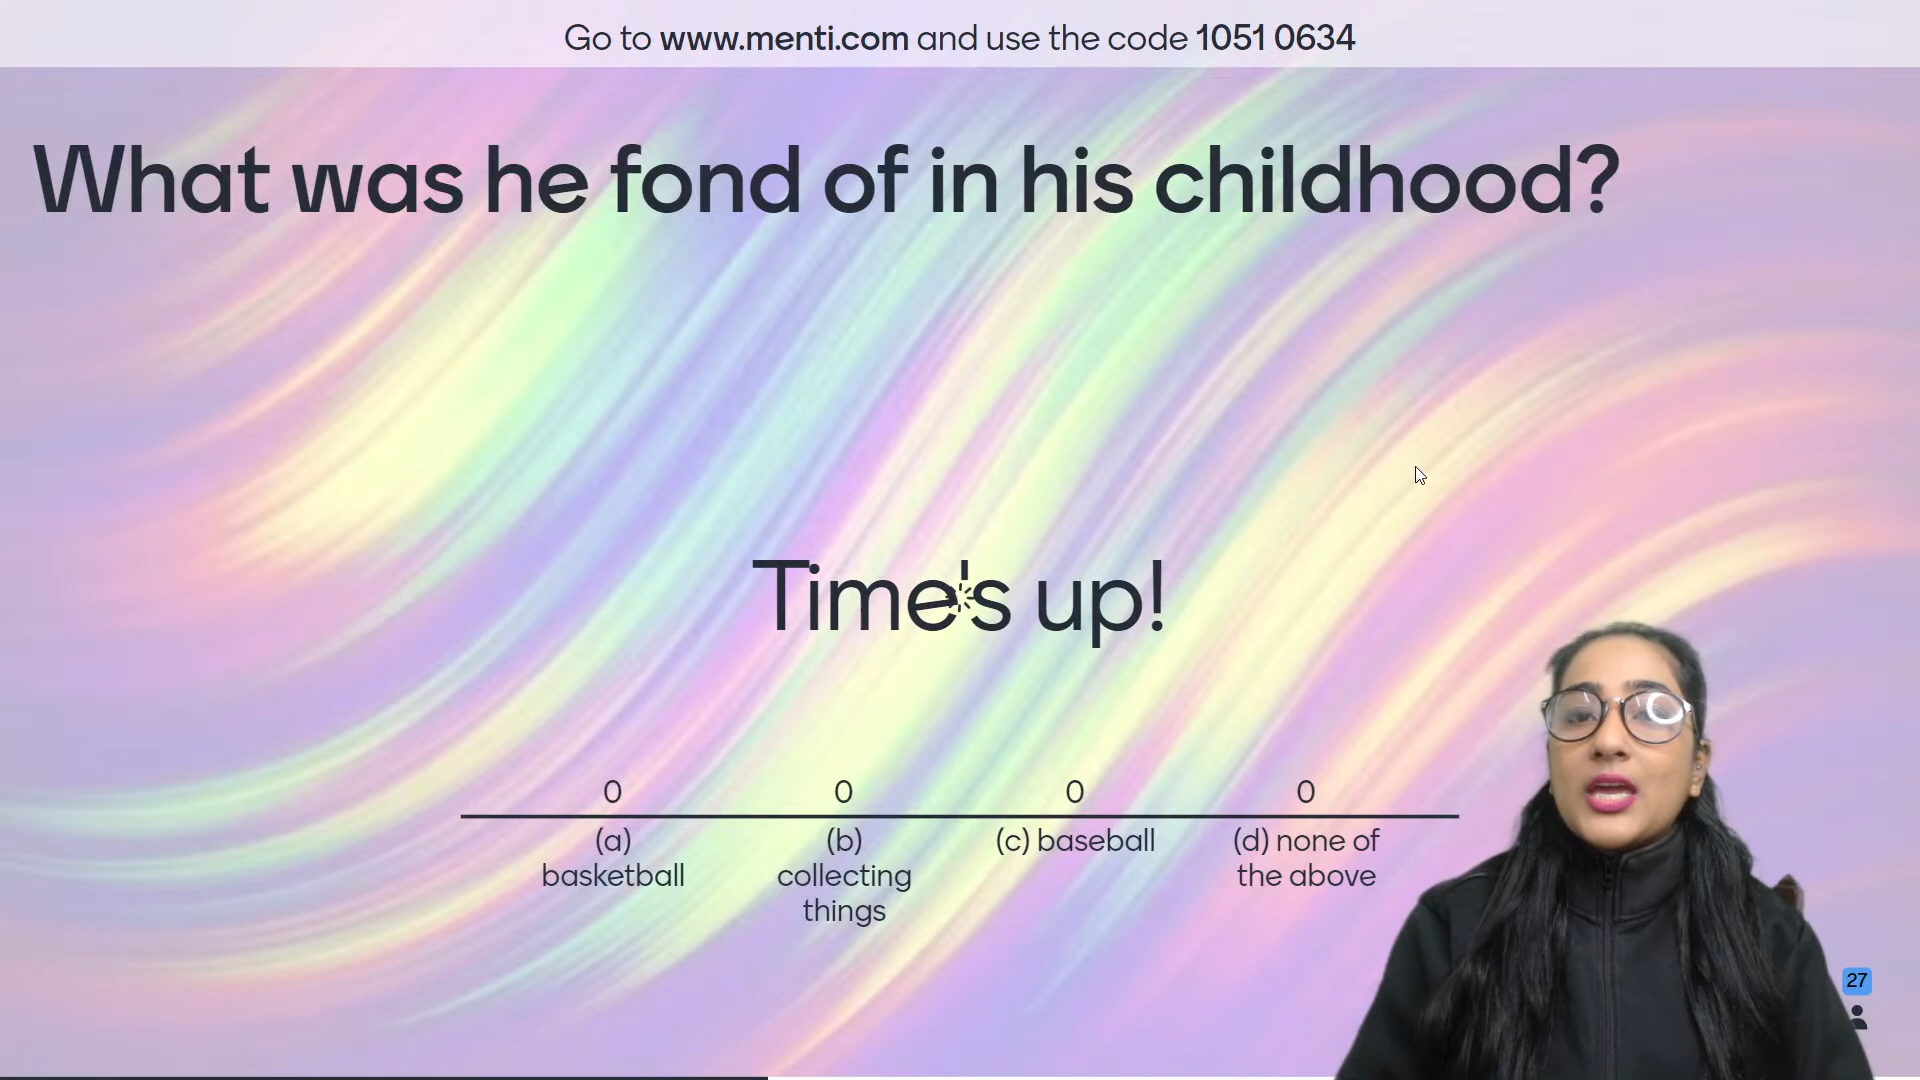 Go to www.menti.com and use the code 1051 0634
What was he fond of in his childhood?
Time's up!
0 0 0 0
(a) basketball
(b) collecting things
(c) baseball
(d) none of the above
27